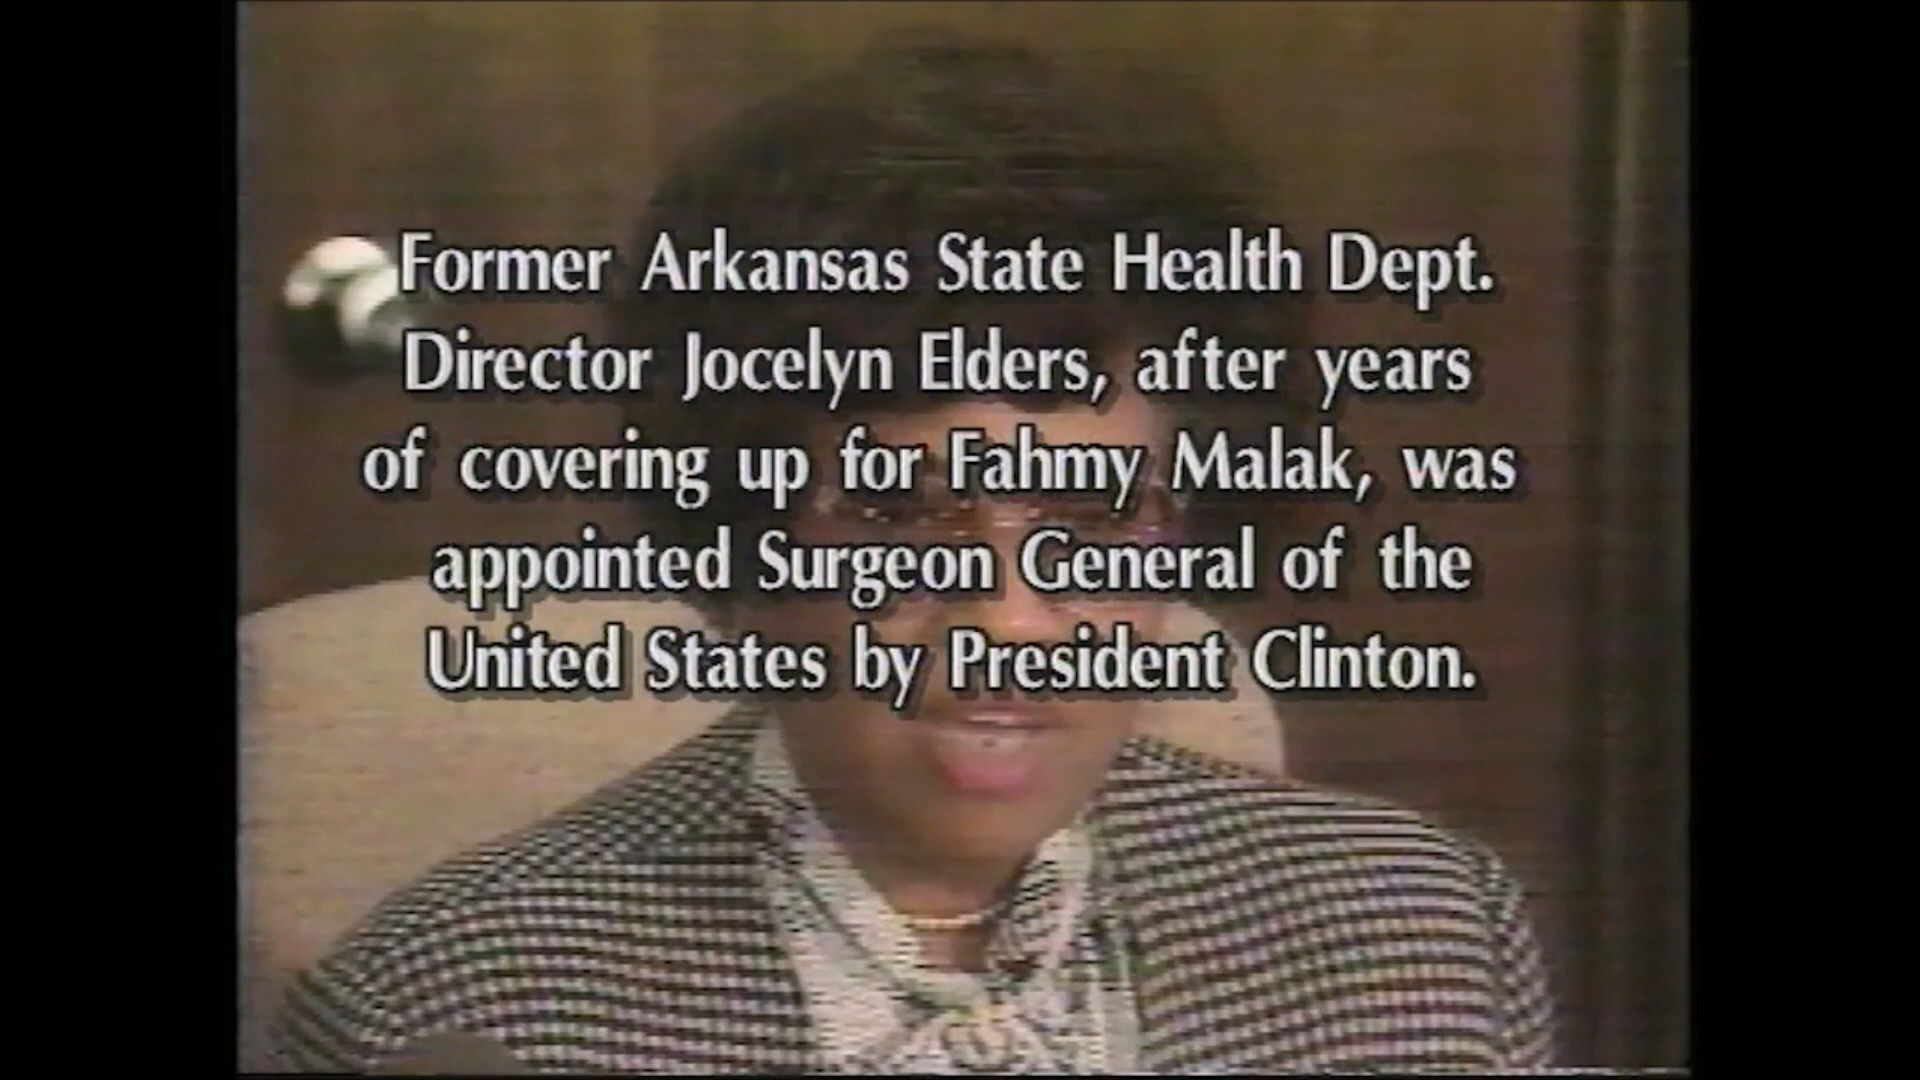 Former Arkansas State Health Dept.
Director Jocelyn Elders, after years
of covering up for Fahmy Malak, was
appointed Surgeon General of the
United States by President Clinton.